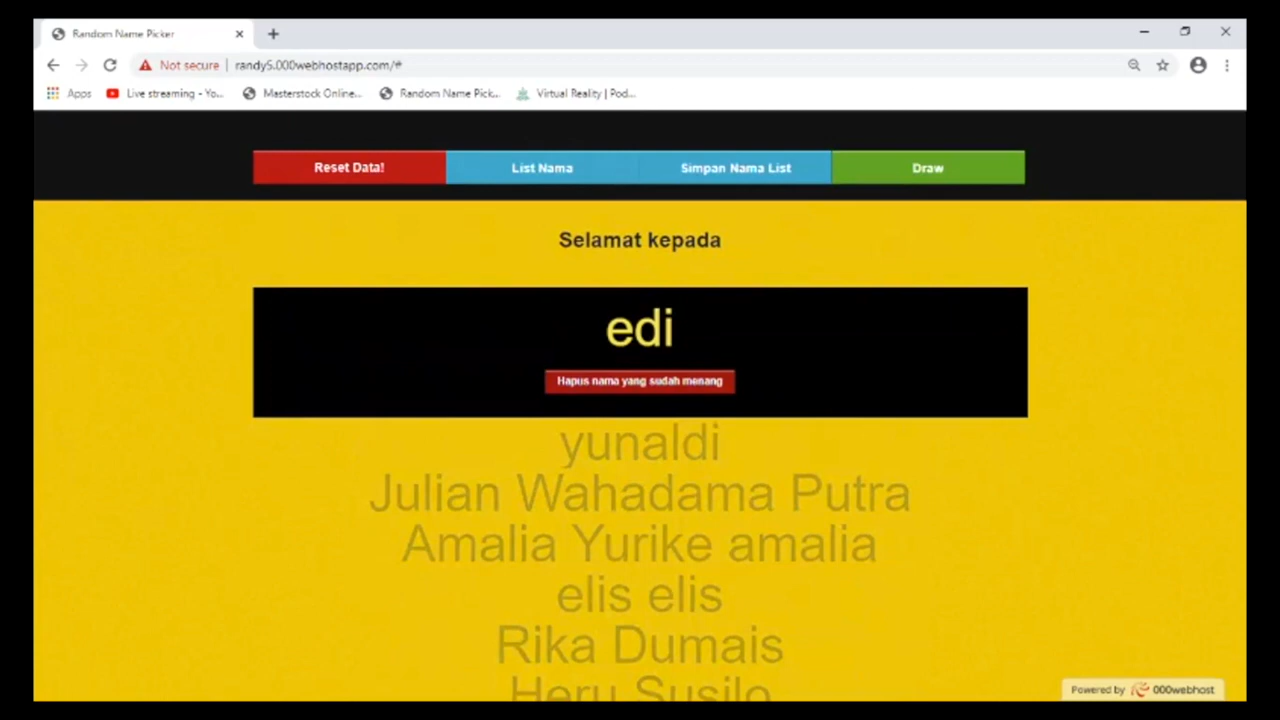 Random Name Picker
Not secure | randy5.000webhostapp.com/#
Apps Live streaming - Yo... Masterstock Online... Random Name Pick... Virtual Reality | Pod...
Reset Data! List Nama Simpan Nama List Draw
Selamat kepada
edi
Hapus nama yang sudah menang
yunaldi
Julian Wahadama Putra
Amalia Yurike amalia
elis elis
Rika Dumais
Heru Susilo
Powered by 000webhost